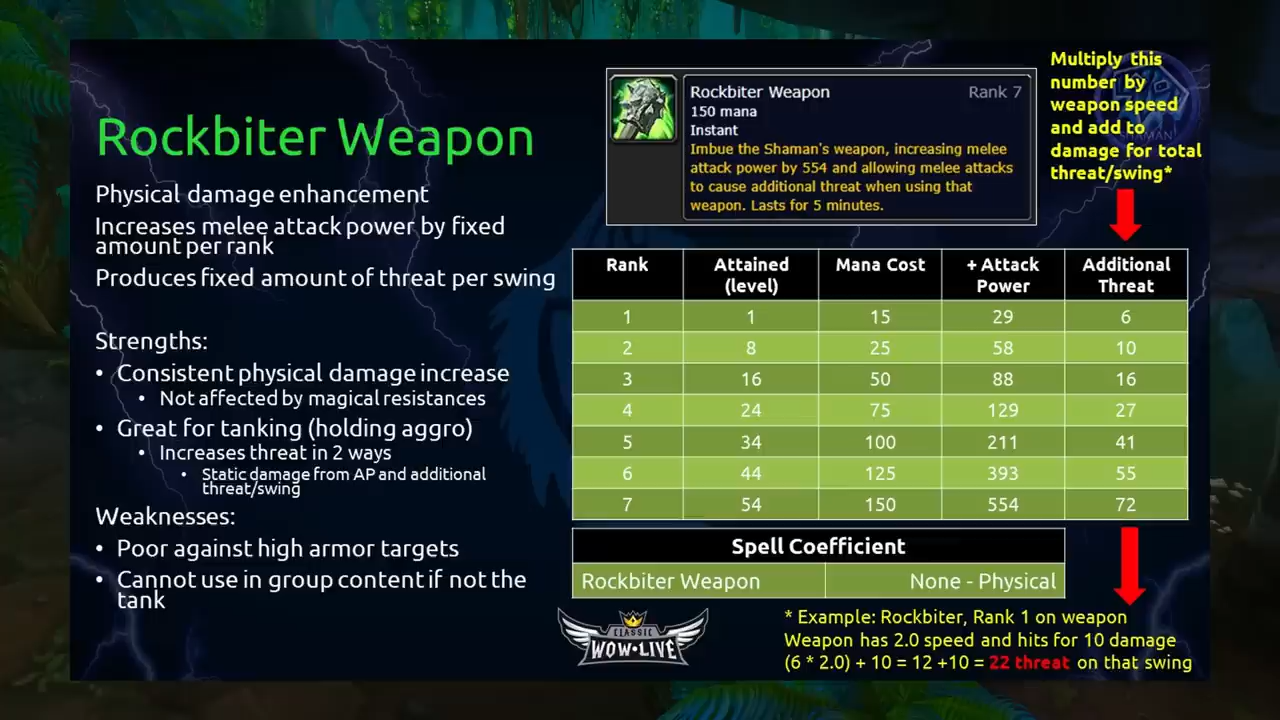 Rockbiter Weapon
Physical damage enhancement
Increases melee attack power by fixed
amount per rank
Produces fixed amount of threat per swing
Strengths:
• Consistent physical damage increase
• Not affected by magical resistances
• Great for tanking (holding aggro)
• Increases threat in 2 ways
• Static damage from AP and additional
threat/swing
Weaknesses:
• Poor against high armor targets
• Cannot use in group content if not the
tank
Rockbiter Weapon Rank 7
150 mana
Instant
Imbue the Shaman's weapon, increasing melee
attack power by 554 and allowing melee attacks
to cause additional threat when using that
weapon. Lasts for 5 minutes.
Multiply this
number by
weapon speed
and add to
damage for total
threat/swing*
SHAMAN
Rank Attained (level) Mana Cost + Attack Power Additional Threat
1 1 15 29 6
2 8 25 58 10
3 16 50 88 16
4 24 75 129 27
5 34 100 211 41
6 44 125 393 55
7 54 150 554 72
Spell Coefficient
Rockbiter Weapon None - Physical
CLASSIC
WOW•LIVE
* Example: Rockbiter, Rank 1 on weapon
Weapon has 2.0 speed and hits for 10 damage
(6 * 2.0) + 10 = 12 +10 = 22 threat on that swing